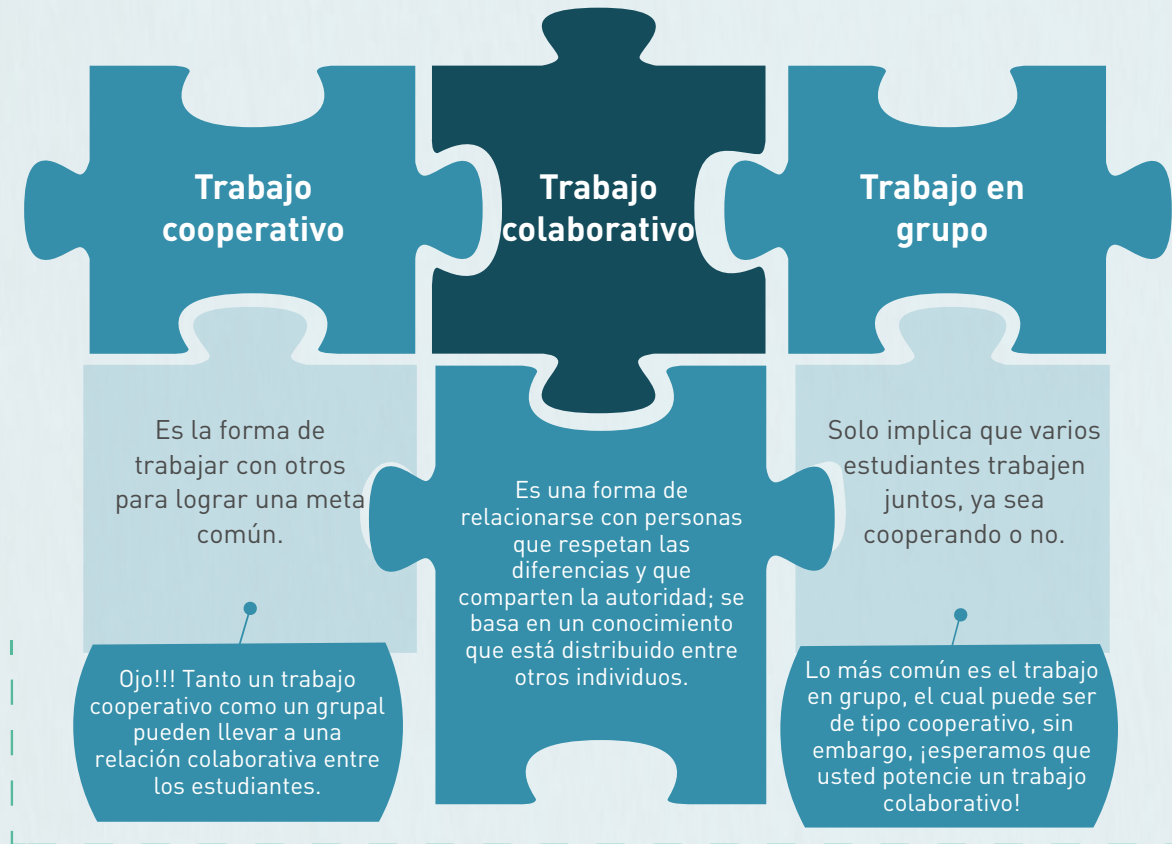 Trabajo
cooperativo
Trabajo
colaborativo
Trabajo en
grupo
Es la forma de
trabajar con otros
para lograr una meta
común.
Es una forma de
relacionarse con personas
que respetan las
diferencias y que
comparten la autoridad; se
basa en un conocimiento
que está distribuido entre
otros individuos.
Solo implica que varios
estudiantes trabajen
juntos, ya sea
cooperando o no.
Ojo!!! Tanto un trabajo
cooperativo como un grupal
pueden llevar a una
relación colaborativa entre
los estudiantes.
Lo más común es el trabajo
en grupo, el cual puede ser
de tipo cooperativo, sin
embargo, ¡esperamos que
usted potencie un trabajo
colaborativo!